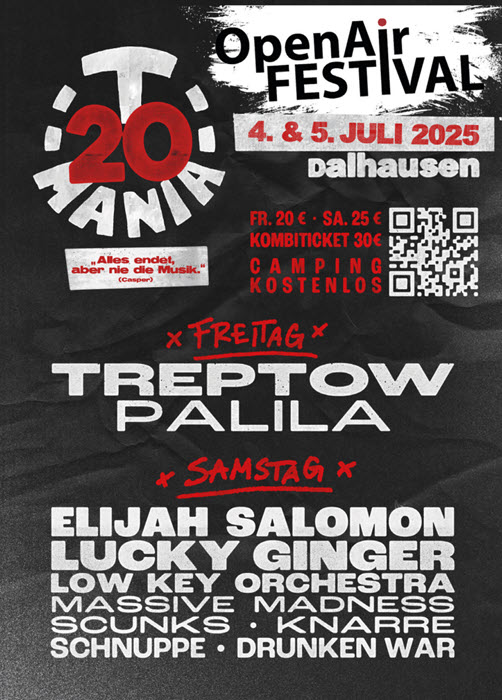 T
20
MANIA
OpenAir
FESTIVAL
4. & 5. JULI 2025
Dalhausen
FR. 20 € · SA. 25 €
KOMBITICKET 30€
CAMPING
KOSTENLOS
„Alles endet,
aber nie die Musik.“
(Casper)
x FREITAG x
TREPTOW
PALILA
x SAMSTAG x
ELIJAH SALOMON
LUCKY GINGER
LOW KEY ORCHESTRA
MASSIVE MADNESS
SCUNKS · KNARRE
SCHNUPPE · DRUNKEN WAR